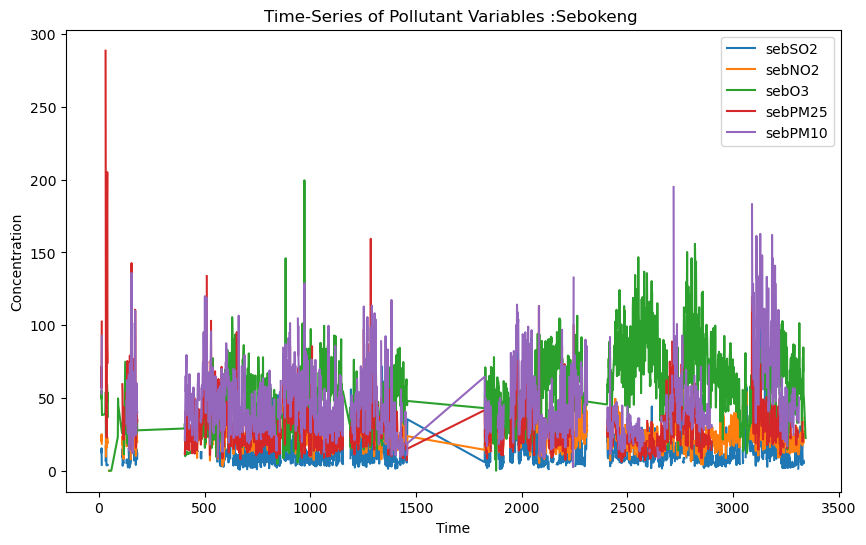 Time-Series of Pollutant Variables :Sebokeng
300
250
200
150
100
50
0
Concentration
sebSO2
sebNO2
sebO3
sebPM25
sebPM10
0 500 1000 1500 2000 2500 3000 3500
Time